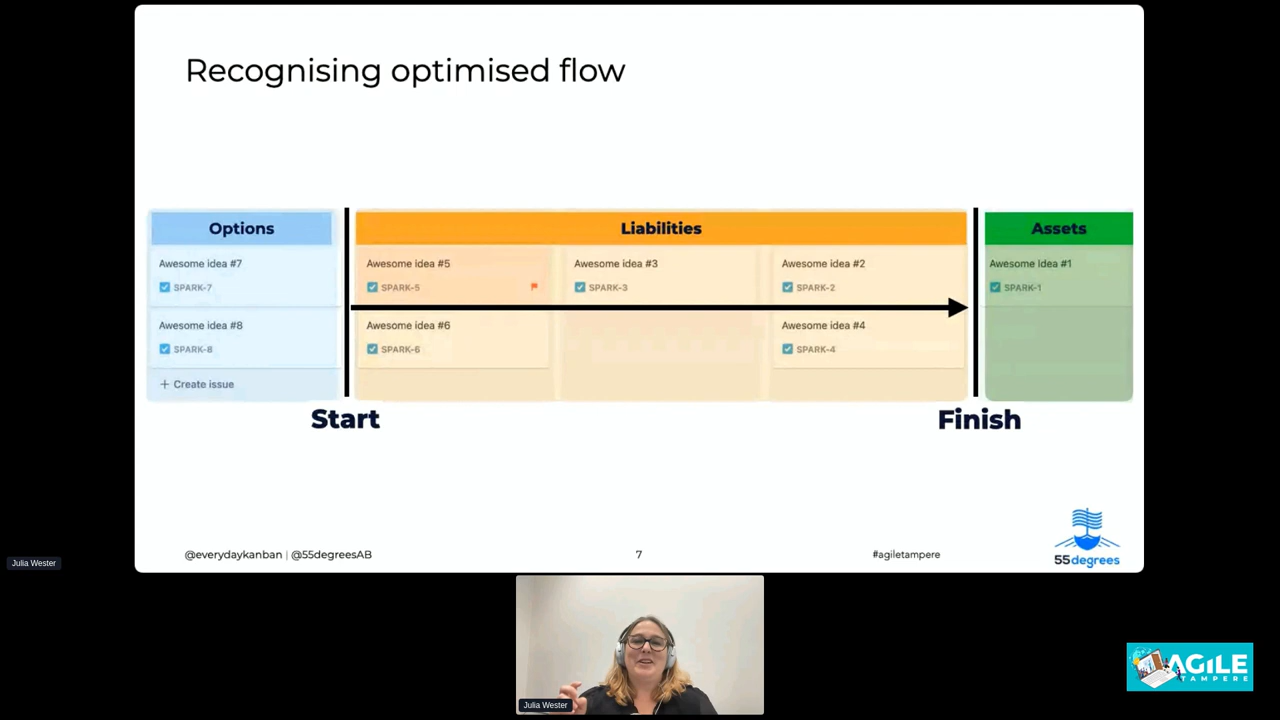 Recognising optimised flow
Options
Liabilities
Assets
Awesome idea #7
Awesome idea #5
Awesome idea #3
Awesome idea #2
Awesome idea #1
SPARK-7
SPARK-5
SPARK-3
SPARK-2
SPARK-1
Awesome idea #8
Awesome idea #6
Awesome idea #4
SPARK-8
SPARK-6
SPARK-4
+ Create issue
Start
Finish
@everydaykanban | @55degreesAB
7
#agiletampere
55degrees
Julia Wester
Julia Wester
AGILE
TAMPERE